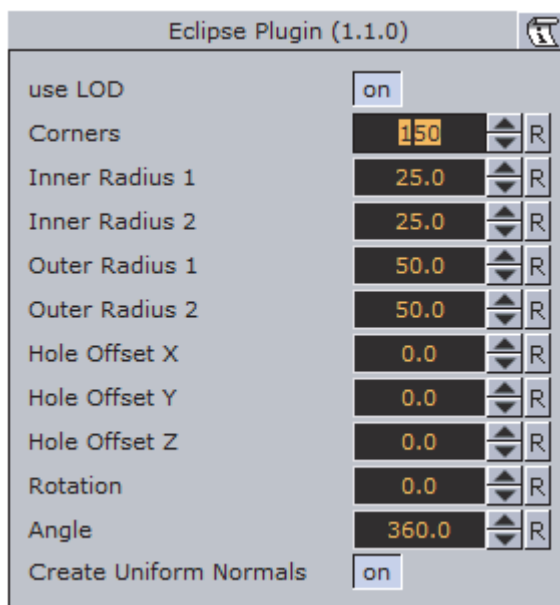 Eclipse Plugin (1.1.0)
use LOD on
Corners 150 R
Inner Radius 1 25.0 R
Inner Radius 2 25.0 R
Outer Radius 1 50.0 R
Outer Radius 2 50.0 R
Hole Offset X 0.0 R
Hole Offset Y 0.0 R
Hole Offset Z 0.0 R
Rotation 0.0 R
Angle 360.0 R
Create Uniform Normals on